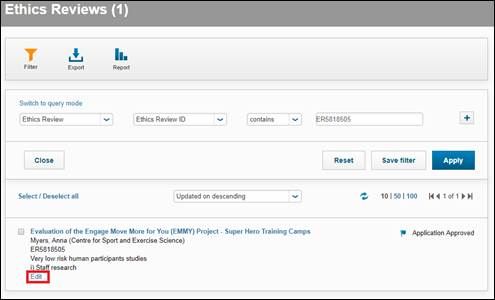 Ethics Reviews (1)
Filter Export Report
Switch to query mode
Ethics Review Ethics Review ID contains ER5818505 +
Close Reset Save filter Apply
Select / Deselect all Updated on descending 10 | 50 | 100 1 of 1
Evaluation of the Engage Move More for You (EMMY) Project - Super Hero Training Camps Application Approved
Myers, Anna (Centre for Sport and Exercise Science)
ER5818505
Very low risk human participants studies
i) Staff research
Edit